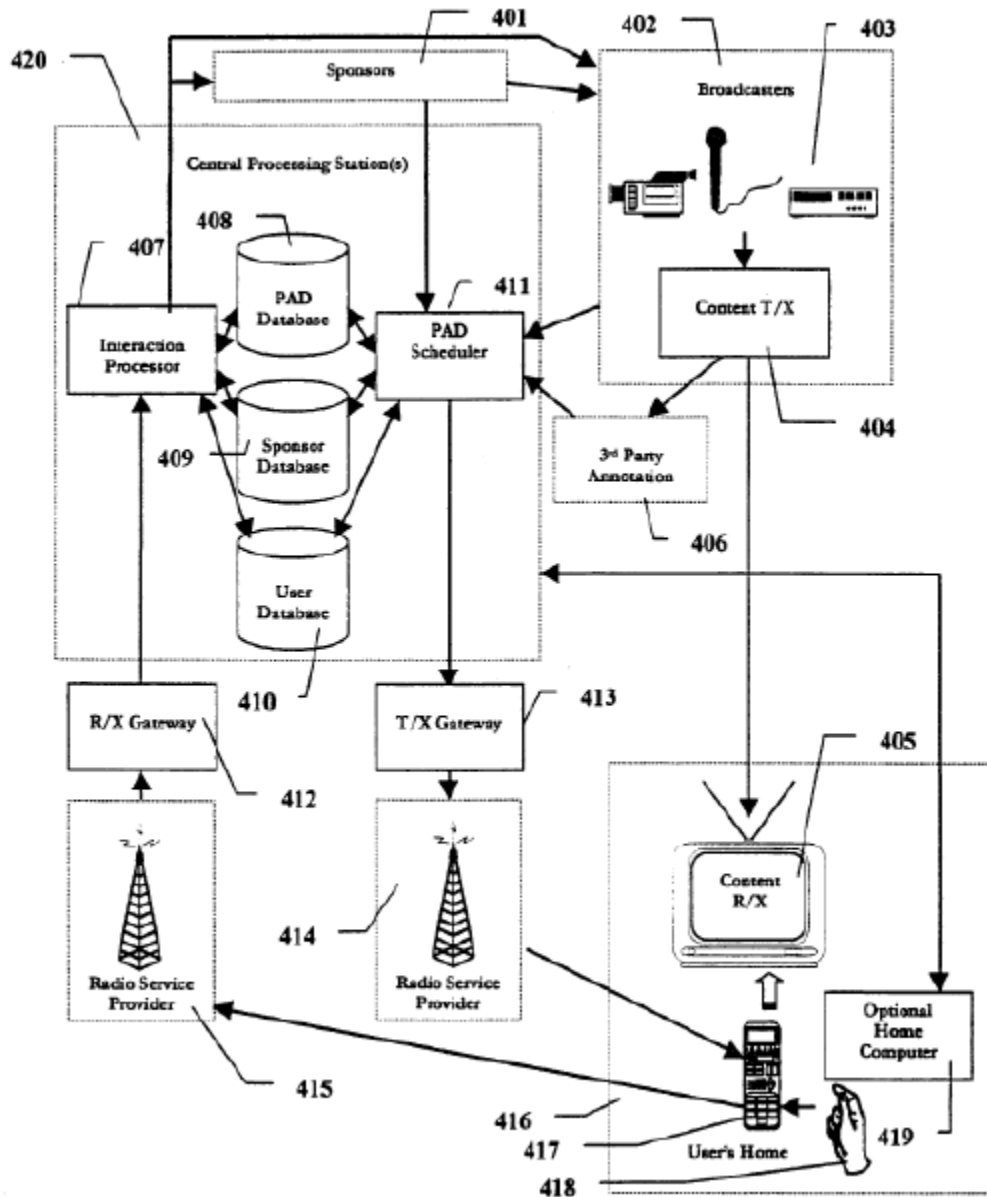 401
402
403
420
Sponsors
Broadcasters
Central Processing Station(s)
408
407
411
PAD
Database
PAD
Scheduler
Content T/X
Interaction
Processor
409
Sponsor
Database
3rd Party
Annotation
404
406
User
Database
410
413
R/X Gateway
T/X Gateway
405
412
Content
R/X
414
Radio Service
Provider
Radio Service
Provider
Optional
Home
Computer
415
416
417
User's Home
419
418